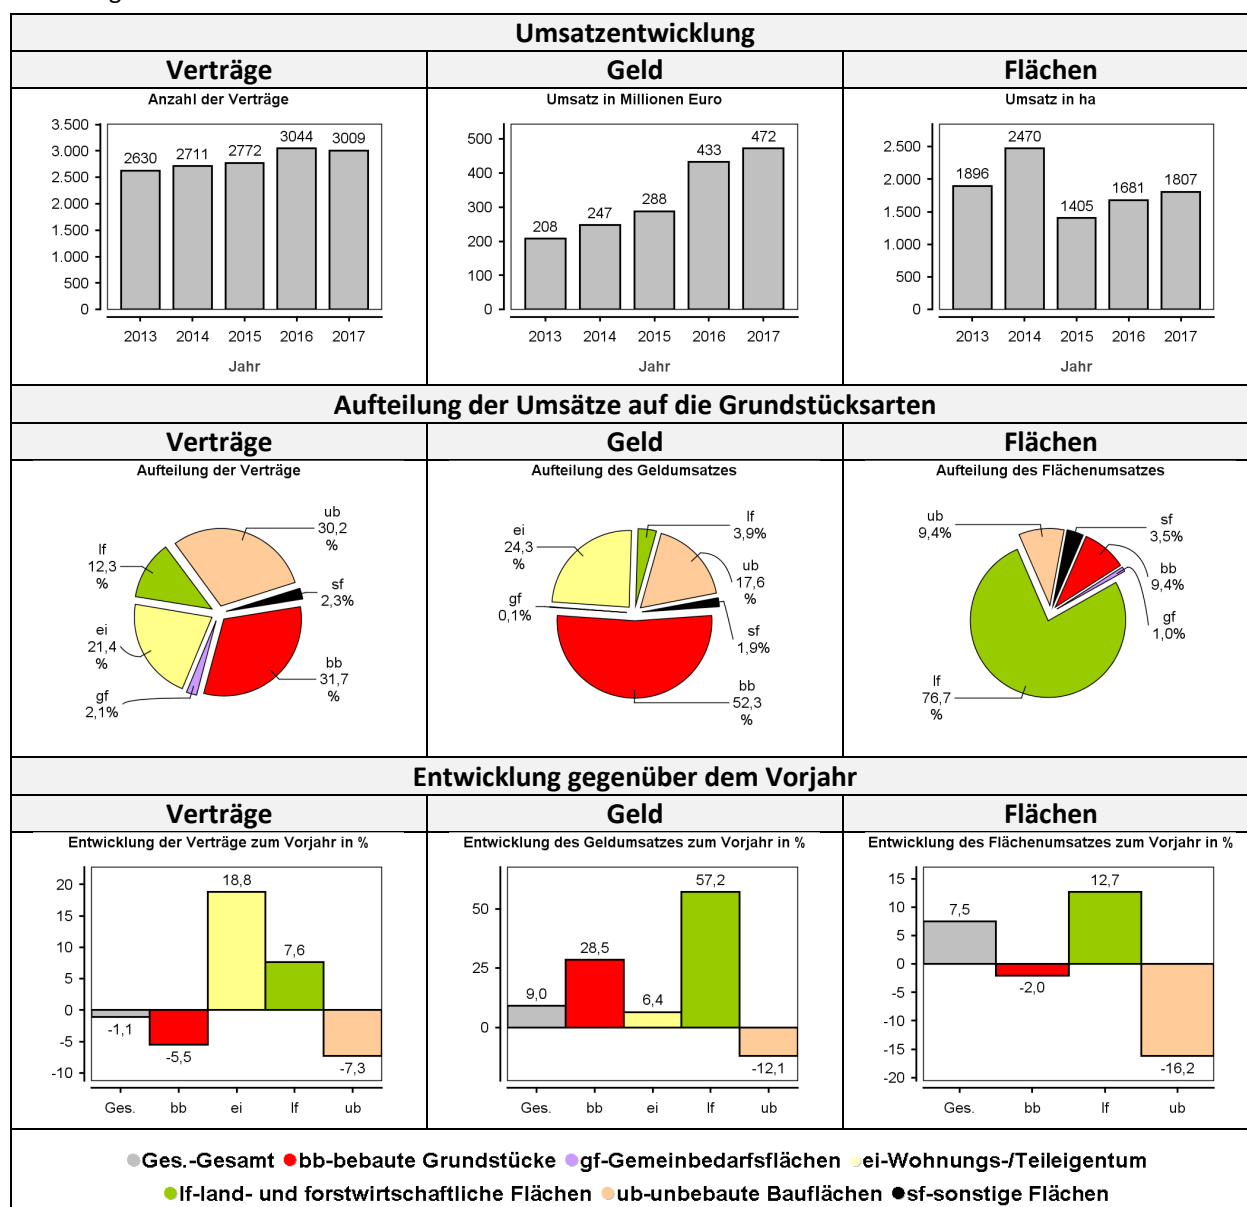 Umsatzentwicklung
Verträge
Geld
Flächen
Anzahl der Verträge
3.500
3.000
2.500
2.000
1.500
1.000
500
0
2630
2711
2772
3044
3009
2013 2014 2015 2016 2017
Jahr
Umsatz in Millionen Euro
500
400
300
200
100
0
208
247
288
433
472
2013 2014 2015 2016 2017
Jahr
Umsatz in ha
2.500
2.000
1.500
1.000
500
0
1896
2470
1405
1681
1807
2013 2014 2015 2016 2017
Jahr
Aufteilung der Umsätze auf die Grundstücksarten
Verträge
Geld
Flächen
Aufteilung der Verträge
ub
30,2
%
lf
12,3
%
sf
2,3%
ei
21,4
%
bb
31,7
%
gf
2,1%
Aufteilung des Geldumsatzes
lf
3,9%
ei
24,3
%
ub
17,6
%
gf
0,1%
sf
1,9%
bb
52,3
%
Aufteilung des Flächenumsatzes
ub
9,4%
sf
3,5%
bb
9,4%
gf
1,0%
lf
76,7
%
Entwicklung gegenüber dem Vorjahr
Verträge
Geld
Flächen
Entwicklung der Verträge zum Vorjahr in %
20
15
10
5
0
-5
-10
-1,1
-5,5
18,8
7,6
-7,3
Ges. bb ei lf ub
Entwicklung des Geldumsatzes zum Vorjahr in %
50
25
0
9,0
28,5
6,4
57,2
-12,1
Ges. bb ei lf ub
Entwicklung des Flächenumsatzes zum Vorjahr in %
15
10
5
0
-5
-10
-15
-20
7,5
-2,0
12,7
-16,2
Ges. bb lf ub
Ges.-Gesamt bb-bebaute Grundstücke gf-Gemeinbedarfsflächen ei-Wohnungs-/Teileigentum
lf-land- und forstwirtschaftliche Flächen ub-unbebaute Bauflächen sf-sonstige Flächen